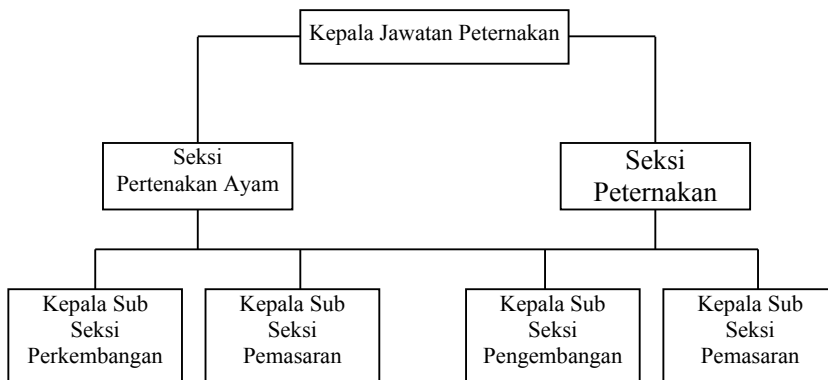 Kepala Jawatan Peternakan
Seksi
Pertenakan Ayam
Seksi
Peternakan
Kepala Sub
Seksi
Perkembangan
Kepala Sub
Seksi
Pemasaran
Kepala Sub
Seksi
Pengembangan
Kepala Sub
Seksi
Pemasaran